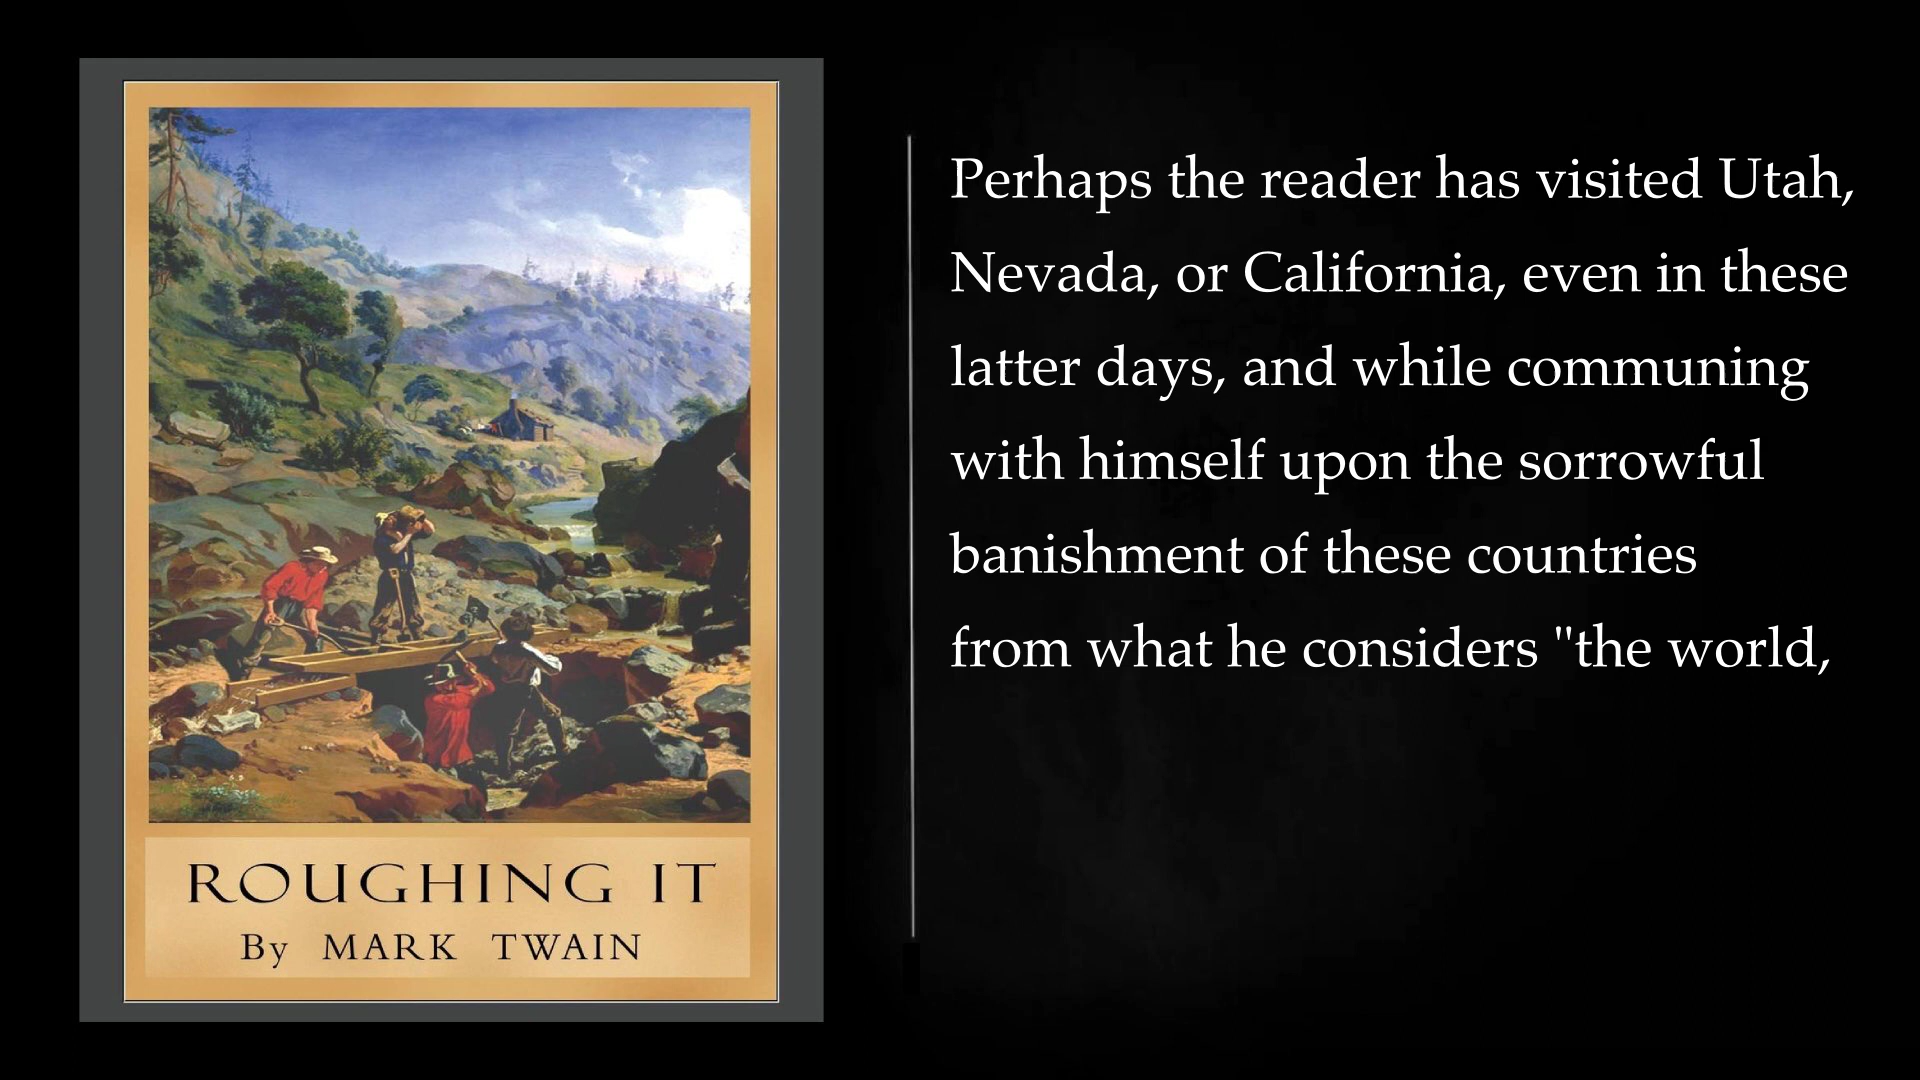 ROUGHING IT
By MARK TWAIN
Perhaps the reader has visited Utah,
Nevada, or California, even in these
latter days, and while communing
with himself upon the sorrowful
banishment of these countries
from what he considers "the world,